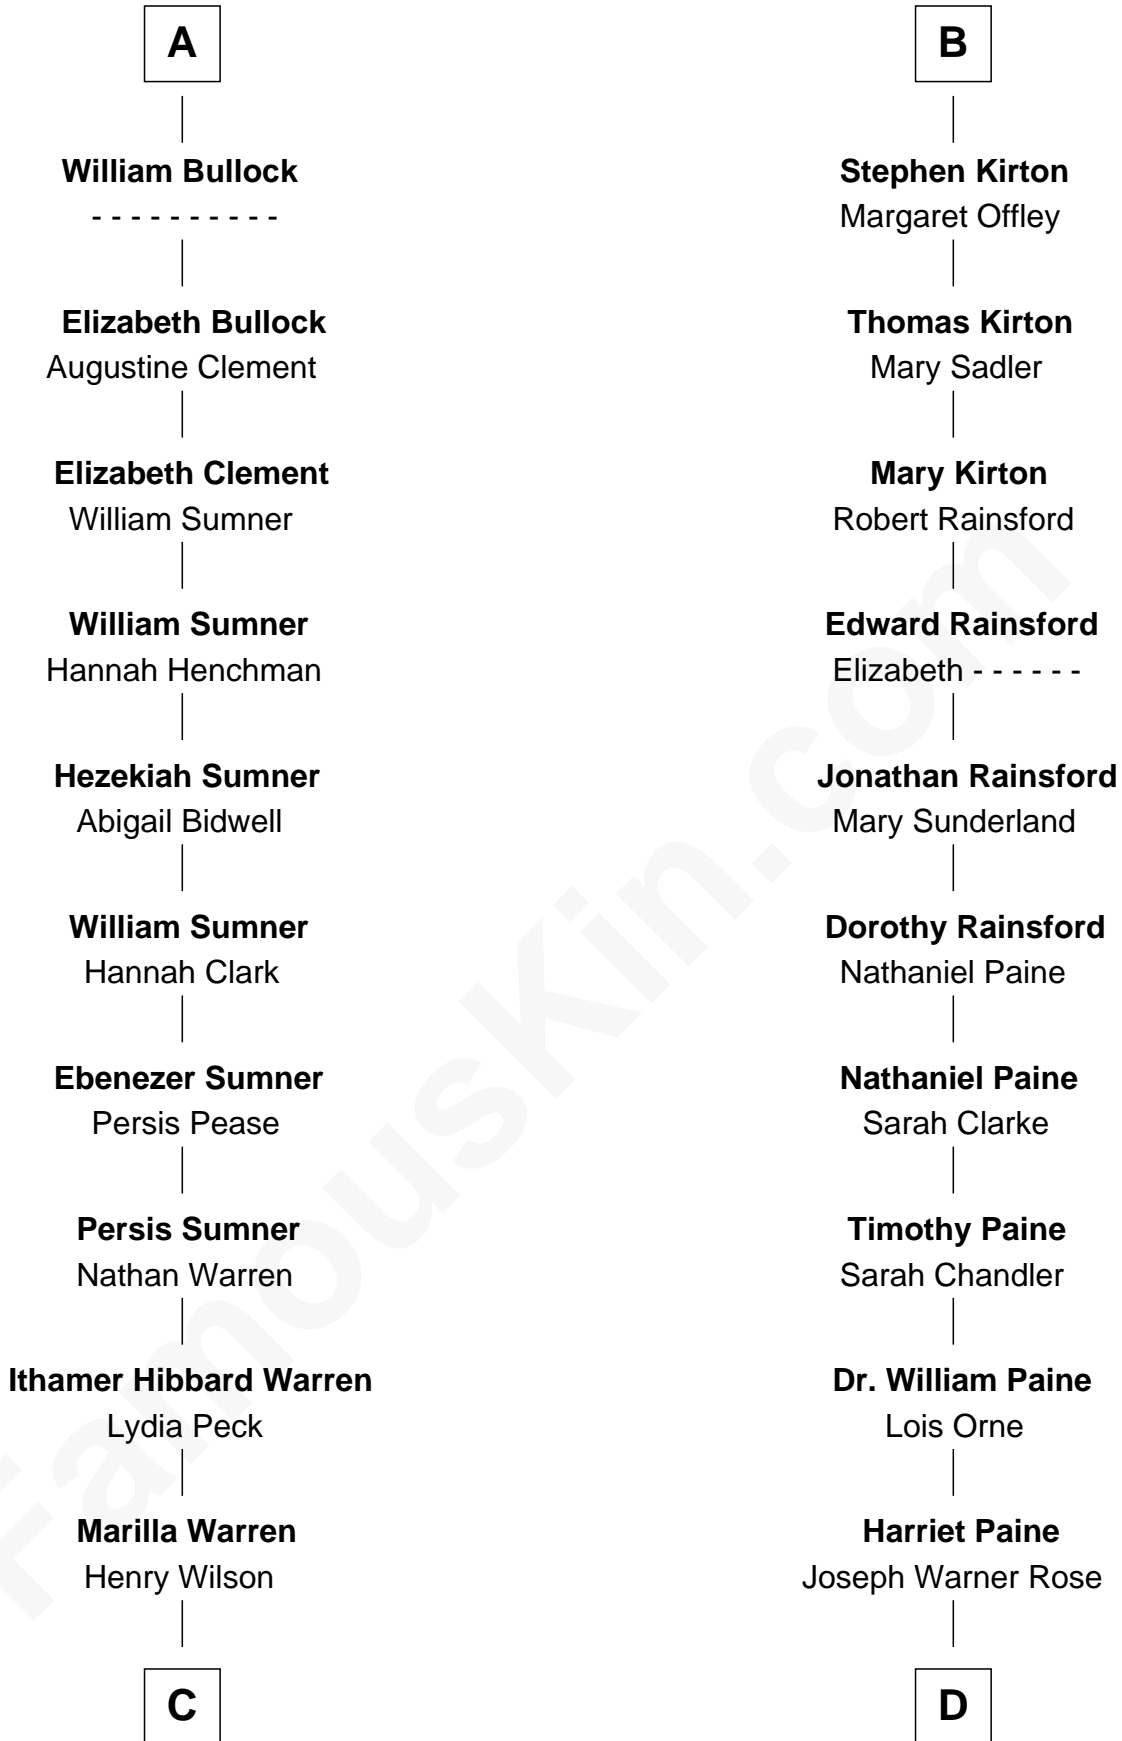 A
William Bullock
- - - - - - - - - -
Elizabeth Bullock
Augustine Clement
Elizabeth Clement
William Sumner
William Sumner
Hannah Henchman
Hezekiah Sumner
Abigail Bidwell
William Sumner
Hannah Clark
Ebenezer Sumner
Persis Pease
Persis Sumner
Nathan Warren
Ithamer Hibbard Warren
Lydia Peck
Marilla Warren
Henry Wilson
C
B
Stephen Kirton
Margaret Offley
Thomas Kirton
Mary Sadler
Mary Kirton
Robert Rainsford
Edward Rainsford
Elizabeth - - - - - -
Jonathan Rainsford
Mary Sunderland
Dorothy Rainsford
Nathaniel Paine
Nathaniel Paine
Sarah Clarke
Timothy Paine
Sarah Chandler
Dr. William Paine
Lois Orne
Harriet Paine
Joseph Warner Rose
D
FamousKin.com